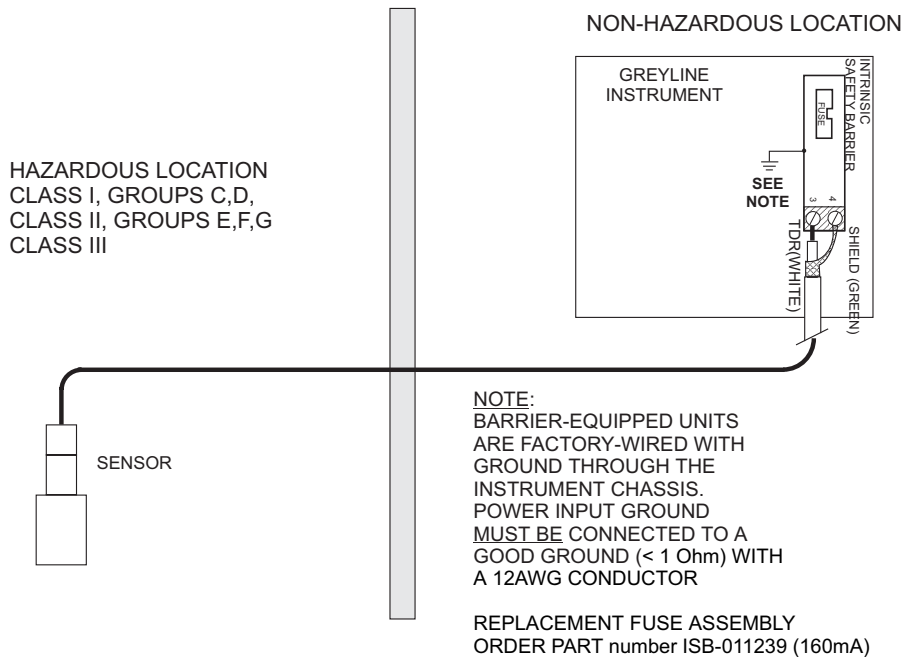 NON-HAZARDOUS LOCATION
GREYLINE
INSTRUMENT
INTRINSIC
SAFETY BARRIER
FUSE
SEE
NOTE
3 4
TDR(WHITE)
SHIELD (GREEN)
HAZARDOUS LOCATION
CLASS I, GROUPS C,D,
CLASS II, GROUPS E,F,G
CLASS III
SENSOR
NOTE:
BARRIER-EQUIPPED UNITS
ARE FACTORY-WIRED WITH
GROUND THROUGH THE
INSTRUMENT CHASSIS.
POWER INPUT GROUND
MUST BE CONNECTED TO A
GOOD GROUND (< 1 Ohm) WITH
A 12AWG CONDUCTOR
REPLACEMENT FUSE ASSEMBLY
ORDER PART number ISB-011239 (160mA)